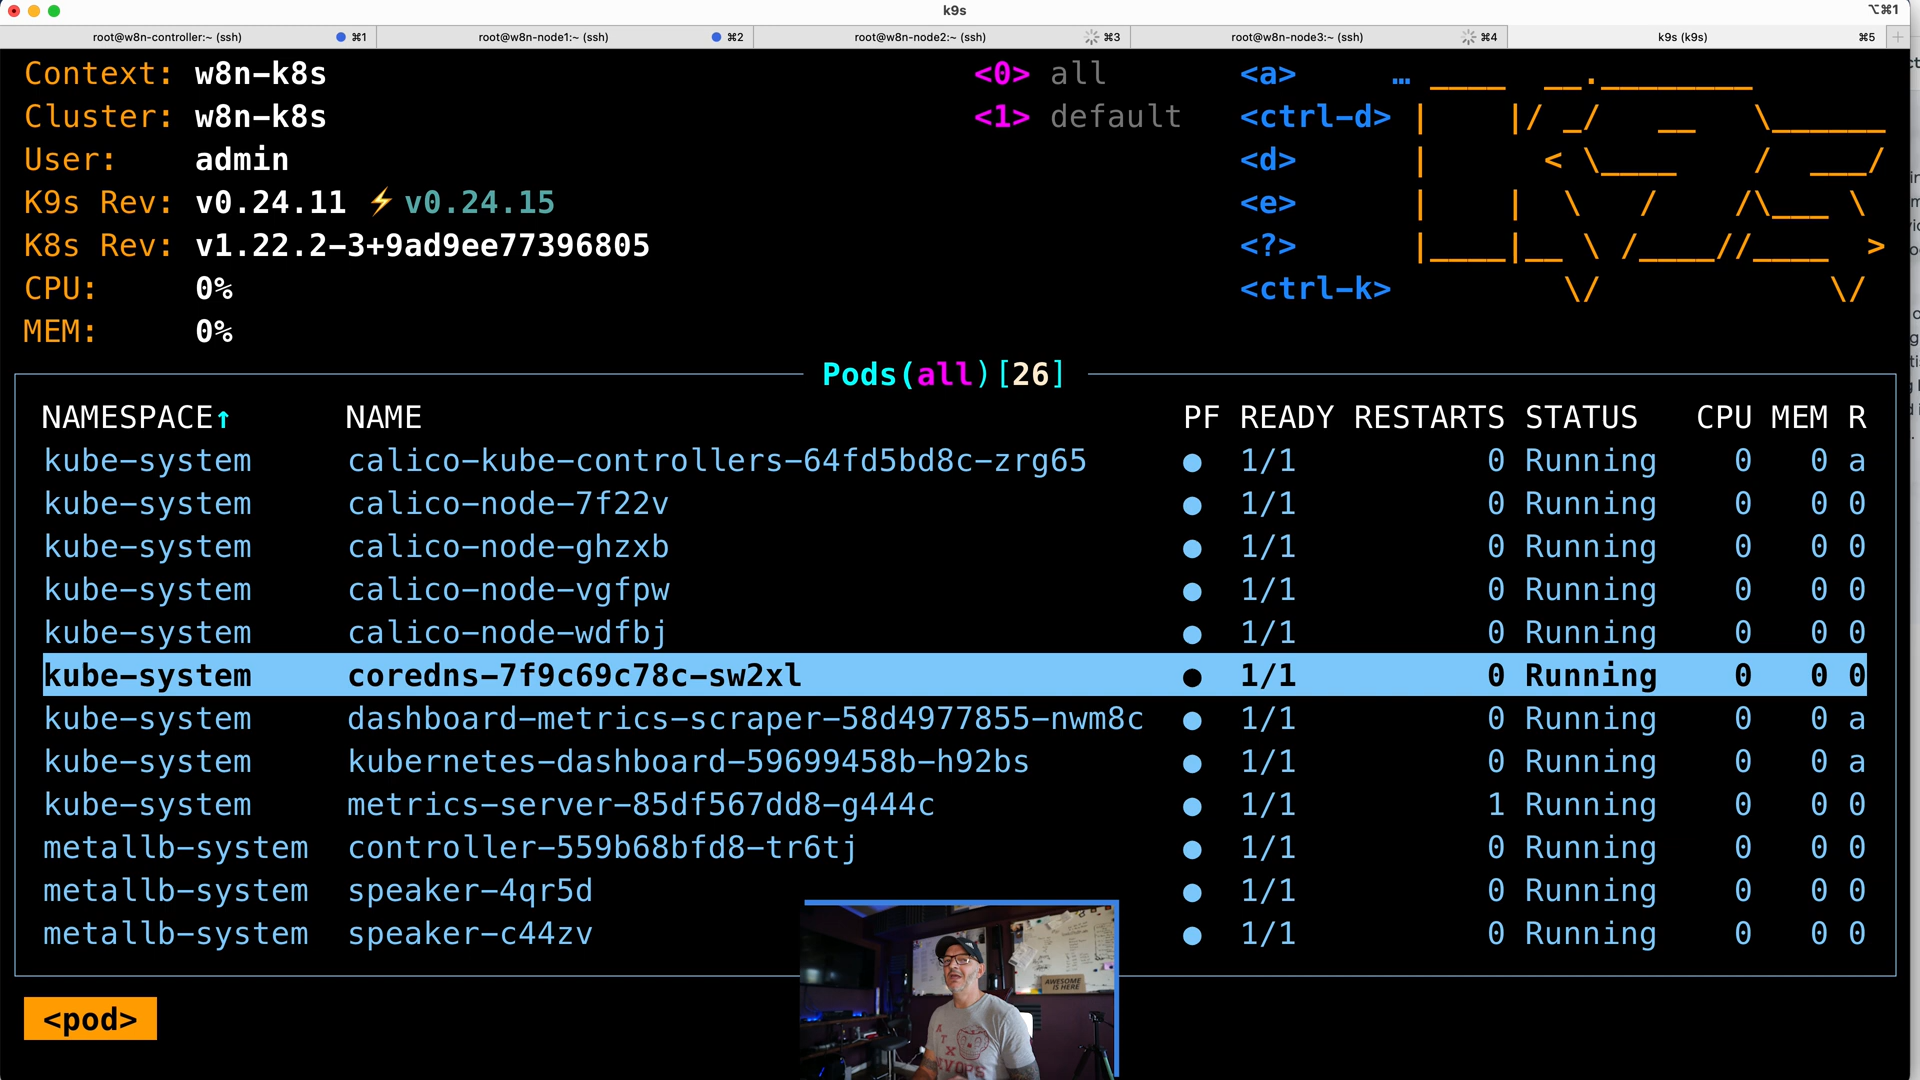 k9s
⌥⌘1
root@w8n-controller:~ (ssh) ⌘1
root@w8n-node1:~ (ssh) ⌘2
root@w8n-node2:~ (ssh) ⌘3
root@w8n-node3:~ (ssh) ⌘4
k9s (k9s) ⌘5
Context: w8n-k8s <0> all <a> …
Cluster: w8n-k8s <1> default <ctrl-d>
User: admin <d>
K9s Rev: v0.24.11 ⚡ v0.24.15 <e>
K8s Rev: v1.22.2-3+9ad9ee77396805 <?>
CPU: 0% <ctrl-k>
MEM: 0%
Pods(all)[26]
NAMESPACE↑ NAME PF READY RESTARTS STATUS CPU MEM R
kube-system calico-kube-controllers-64fd5bd8c-zrg65 ● 1/1 0 Running 0 0 a
kube-system calico-node-7f22v ● 1/1 0 Running 0 0 0
kube-system calico-node-ghzxb ● 1/1 0 Running 0 0 0
kube-system calico-node-vgfpw ● 1/1 0 Running 0 0 0
kube-system calico-node-wdfbj ● 1/1 0 Running 0 0 0
kube-system coredns-7f9c69c78c-sw2xl ● 1/1 0 Running 0 0 0
kube-system dashboard-metrics-scraper-58d4977855-nwm8c ● 1/1 0 Running 0 0 a
kube-system kubernetes-dashboard-59699458b-h92bs ● 1/1 0 Running 0 0 a
kube-system metrics-server-85df567dd8-g444c ● 1/1 1 Running 0 0 0
metallb-system controller-559b68bfd8-tr6tj ● 1/1 0 Running 0 0 0
metallb-system speaker-4qr5d ● 1/1 0 Running 0 0 0
metallb-system speaker-c44zv ● 1/1 0 Running 0 0 0
AWESOME
IS HERE
<pod>